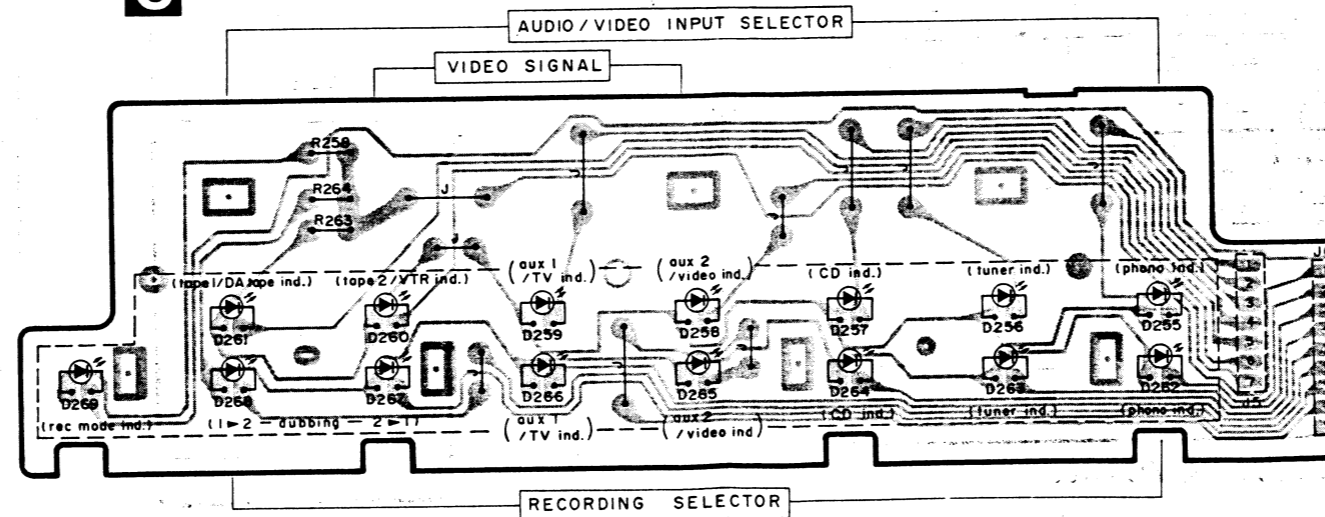 AUDIO/VIDEO INPUT SELECTOR
VIDEO SIGNAL
R258
R264
J
R263
(tape1/DA tape ind.)
(tape2/VTR ind.)
(aux 1
/TV ind.)
(aux 2
/video ind.)
(CD ind.)
(tuner ind.)
(phono ind.)
1
2
3
4
5
6
7
J5
D261
D260
D259
D258
D257
D256
D255
D269
D268
D267
D266
D265
D264
D263
D262
(rec mode ind.)
(1►2 — dubbing — 2►1)
(aux 1
/TV ind.)
(aux 2
/video ind)
(CD ind.)
(tuner ind.)
(phono ind.)
RECORDING SELECTOR